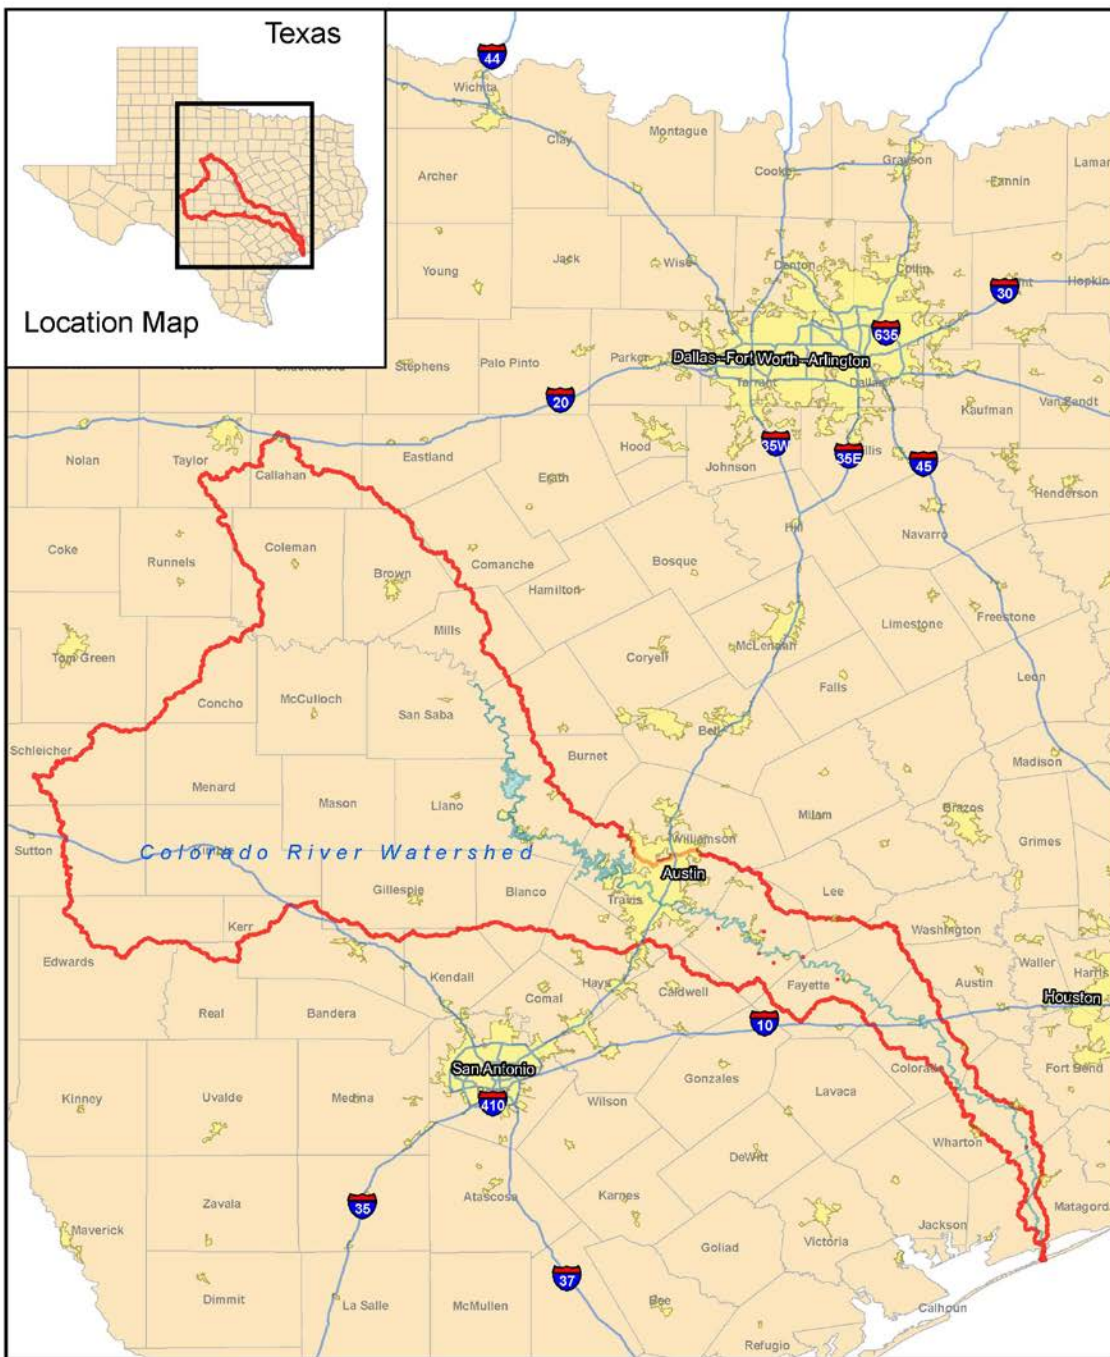 Texas
Location Map
44
Wichita
Clay
Montague
Cooke
Grayson
Fannin
Lamar
Archer
Young
Jack
Wise
Denton
Collin
30
Hopkins
635
Stephens
Palo Pinto
Parker
Dallas--Fort Worth--Arlington
Tarrant
Dallas
20
Kaufman
Van Zandt
Nolan
Taylor
Callahan
Eastland
Erath
Hood
Johnson
35W
35E
Ellis
45
Henderson
Navarro
Hill
Coke
Runnels
Coleman
Brown
Comanche
Hamilton
Bosque
Freestone
Limestone
McLennan
Mills
Tom Green
Concho
McCulloch
San Saba
Coryell
Falls
Leon
Schleicher
Menard
Mason
Llano
Burnet
Bell
Madison
Milam
Brazos
Grimes
Williamson
Sutton
Kimble
Colorado River Watershed
Austin
Gillespie
Blanco
Travis
Lee
Washington
Kerr
Edwards
Kendall
Hays
Comal
Caldwell
Fayette
Austin
Waller
Harris
Houston
Real
Bandera
10
San Antonio
410
Gonzales
Colorado
Fort Bend
Kinney
Uvalde
Medina
Wilson
Lavaca
Wharton
DeWitt
Zavala
35
Atascosa
Karnes
Maverick
Goliad
Victoria
Jackson
Matagorda
37
Dimmit
La Salle
McMullen
Bee
Refugio
Calhoun